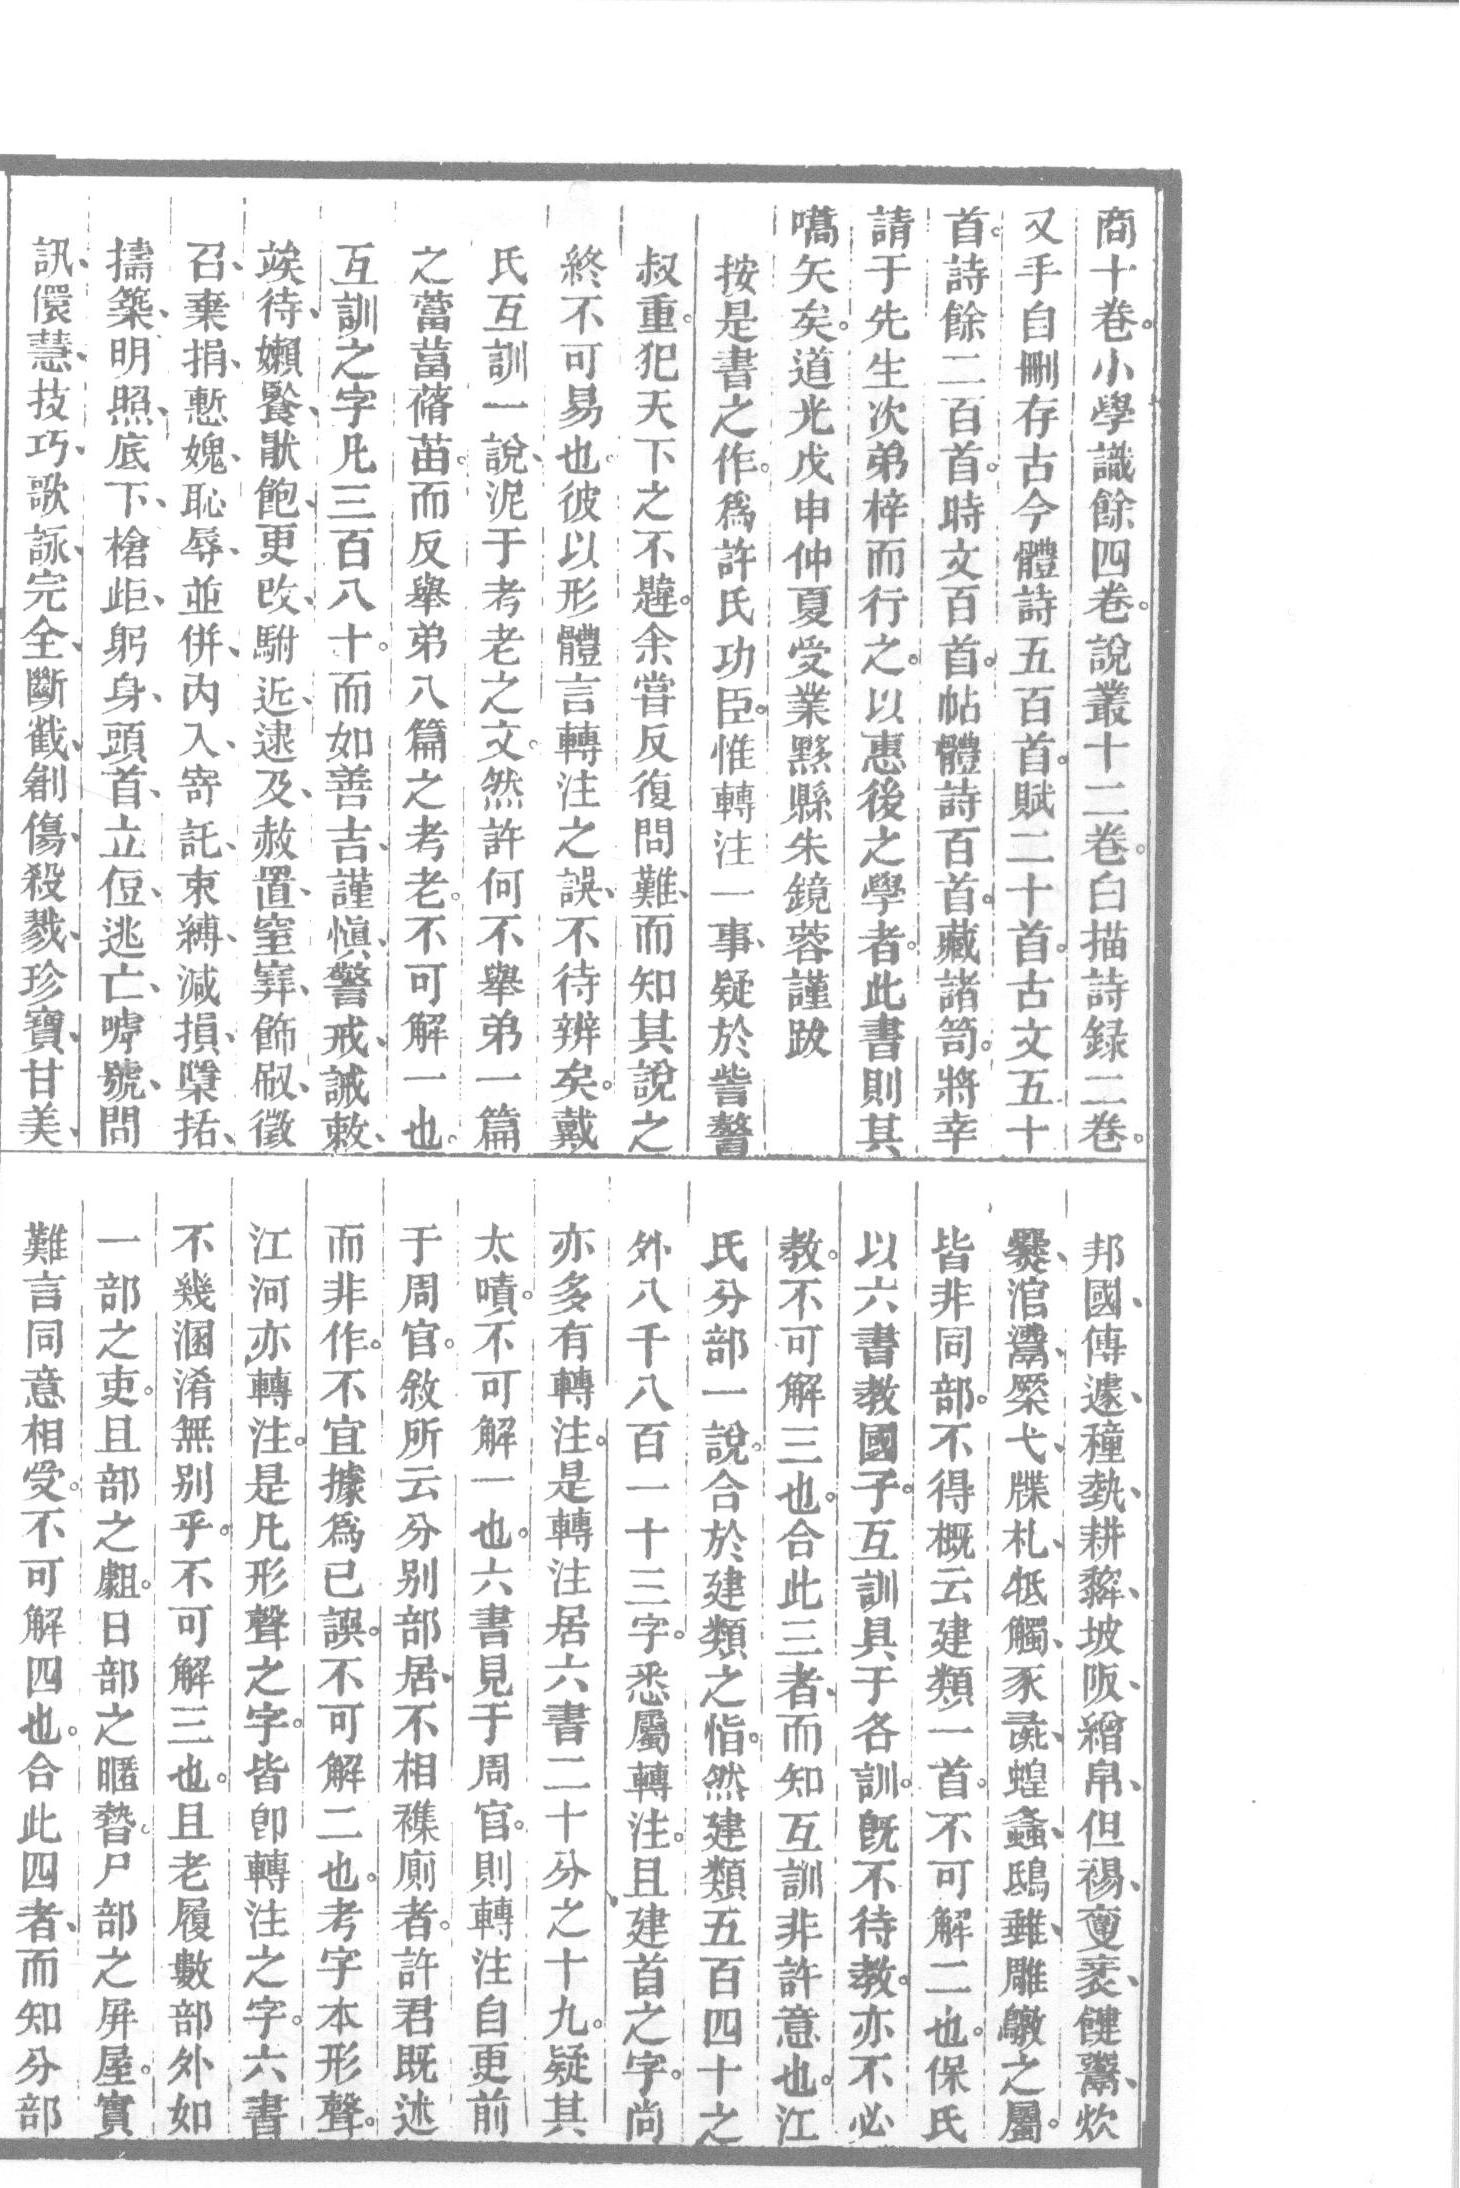 商十卷。小學識餘四卷。說叢十二卷。白描詩録二卷。
又手自刪存古今體詩五百首。賦二十首。古文五十
首。詩餘二百首。時文百首。帖體詩百首。藏諸笥。將幸
請于先生次弟梓而行之。以惠後之學者。此書則其
嚆矢矣。道光戊申仲夏受業黟縣朱鏡蓉謹跋
按是書之作。爲許氏功臣。惟轉注一事、疑於訾謷
叔重。犯天下之不韙。余嘗反復問難、而知其說之
終不可易也。彼以形體言轉注之誤、不待辨矣。戴
氏互訓一說、泥于考老之文。然許何不舉弟一篇
之蕾葍蓨苗。而反舉弟八篇之考老。不可解一也。
互訓之字凡三百八十。而如善吉、謹愼、警戒、誡敕、
竢待、嬾餐、猒飽、更改、駙近、逮及、赦置、窒𡫳、飾㕞、徵
召、棄捐、慙媿、恥辱、並併、內入、寄託、束縛、減損、檃括、
擣築、明照、底下、槍歫、躬身、頭首、立侸、逃亡、嘑號、問
訊、儇慧、技巧、歌詠、完全、斷截、創傷、殺戮、珍寶、甘美、
邦國、傳遽、穜埶、耕犂、坡阪、繒帛、但裼、㥯衺、健鬻、炊
爨、涫鬻、橜弋、牒札、牴觸、豕彘、蝗螽、鴟雖、雕鷻之屬。
皆非同部。不得概云建類一首。不可解二也。保氏
以六書教國子。互訓具于各訓。旣不待教。亦不必
教。不可解三也。合此三者、而知互訓非許意也。江
氏分部一說。合於建類之恉。然建類五百四十之
外八千八百一十三字。悉屬轉注。且建首之字。尚
亦多有轉注。是轉注居六書二十分之十九。疑其
太嘖。不可解一也。六書見于周官。則轉注自更前
于周官。敘所云分別部居、不相襍廁者。許君既述
而非作。不宜據爲已誤。不可解二也。考字本形聲。
江河亦轉注。是凡形聲之字。皆卽轉注之字。六書
不幾溷淆無別乎。不可解三也。且老履數部外如
一部之吏。且部之䖕。日部之暱暬。尸部之屏屋。實
難言同意相受。不可解四也。合此四者、而知分部